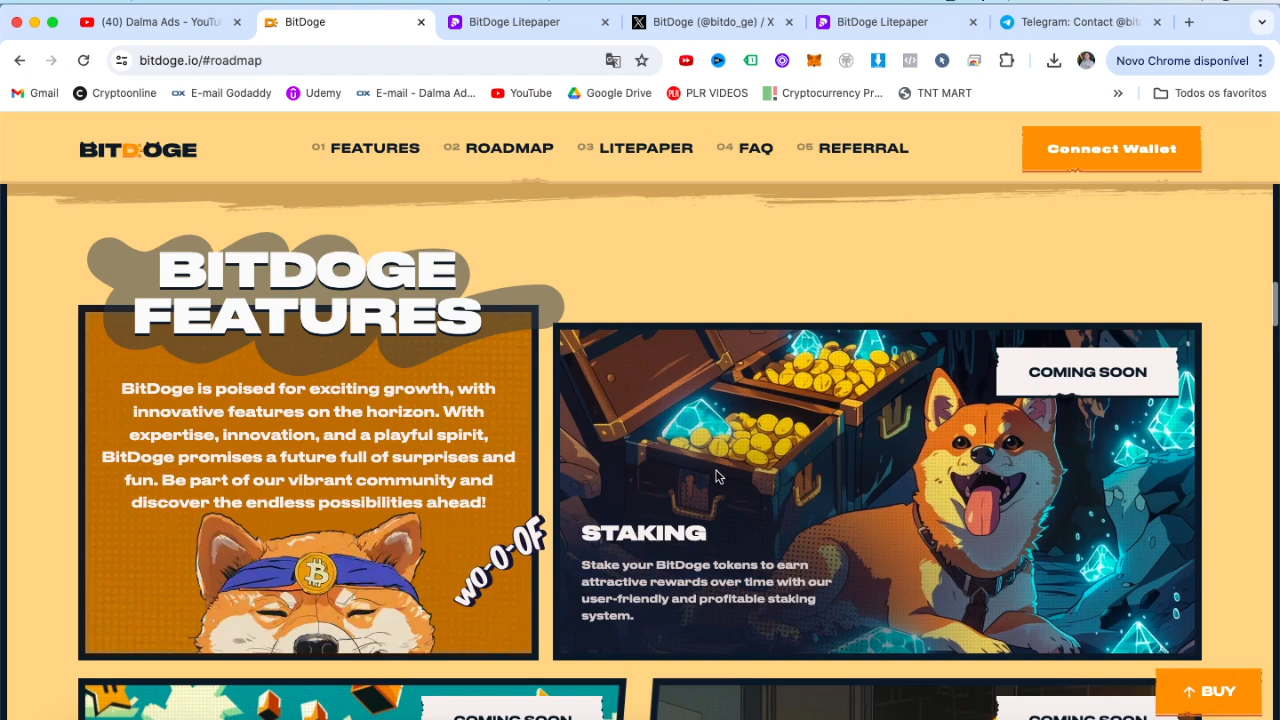 (40) Dalma Ads - YouTu
BitDoge
BitDoge Litepaper
BitDoge (@bitdo_ge) / X
BitDoge Litepaper
Telegram: Contact @bitd
bitdoge.io/#roadmap
Novo Chrome disponível
Gmail
Cryptoonline
E-mail Godaddy
Udemy
E-mail - Dalma Ad...
YouTube
Google Drive
PLR VIDEOS
Cryptocurrency Pr...
TNT MART
Todos os favoritos
BITDOGE
01 FEATURES
02 ROADMAP
03 LITEPAPER
04 FAQ
05 REFERRAL
Connect Wallet
BITDOGE
FEATURES
BitDoge is poised for exciting growth, with
innovative features on the horizon. With
expertise, innovation, and a playful spirit,
BitDoge promises a future full of surprises and
fun. Be part of our vibrant community and
discover the endless possibilities ahead!
WO-O-OF
COMING SOON
STAKING
Stake your BitDoge tokens to earn
attractive rewards over time with our
user-friendly and profitable staking
system.
COMING SOON
COMING SOON
↑ BUY